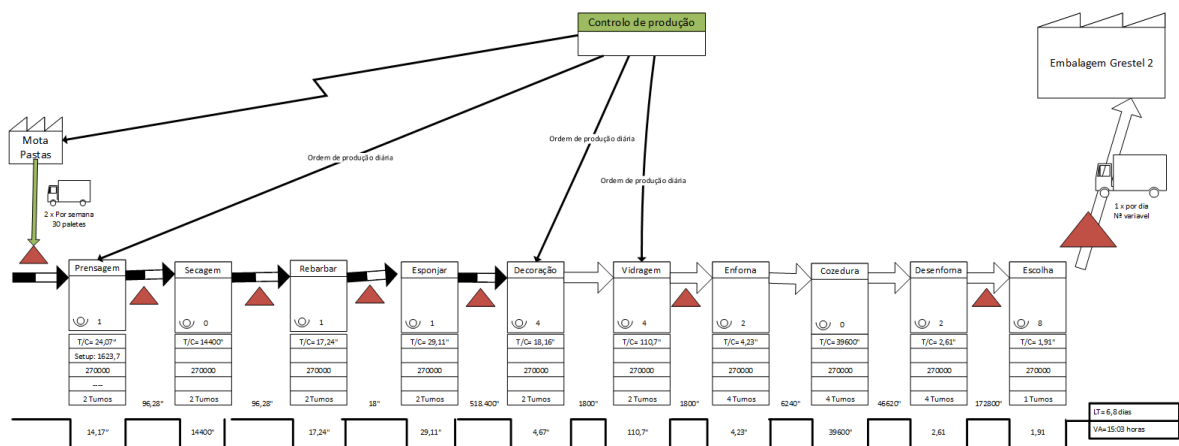 Controlo de produção
Embalagem Grestel 2
Mota
Pastas
Ordem de produção diária
Ordem de produção diária
Ordem de produção diária
2 x Por semana
30 paletes
1 x por dia
Nº variavel
Prensagem
Secagem
Rebarbar
Esponjar
Decoração
Vidragem
Enforna
Cozedura
Desenforna
Escolha
1
0
1
1
4
4
2
0
2
8
T/C= 24,07"
T/C= 14400"
T/C= 17,24"
T/C= 29,11"
T/C= 18,16"
T/C= 110,7"
T/C= 4,23"
T/C= 39600"
T/C= 2,61"
T/C= 1,91"
Setup: 1623,7
270000
270000
270000
270000
270000
270000
270000
270000
270000
270000
----
2 Turnos
2 Turnos
2 Turnos
2 Turnos
2 Turnos
2 Turnos
4 Turnos
4 Turnos
4 Turnos
1 Turnos
96,28"
96,28"
18"
518.400"
1800"
1800"
6240"
46620"
172800"
14,17"
14400"
17,24"
29,11"
4,67"
110,7"
4,23"
39600"
2,61
1,91
LT= 6,8 dias
VA=15:03 horas